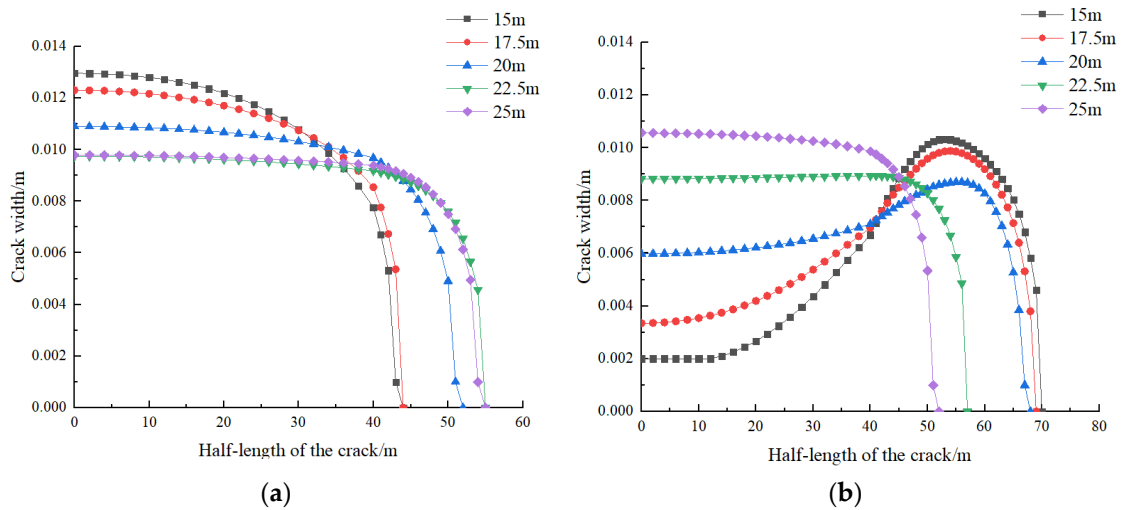 15m
17.5m
20m
22.5m
25m
0.014
0.012
0.010
0.008
0.006
0.004
0.002
0.000
Crack width/m
0 10 20 30 40 50 60
Half-length of the crack/m
(a)
15m
17.5m
20m
22.5m
25m
0.014
0.012
0.010
0.008
0.006
0.004
0.002
0.000
Crack width/m
0 10 20 30 40 50 60 70 80
Half-length of the crack/m
(b)